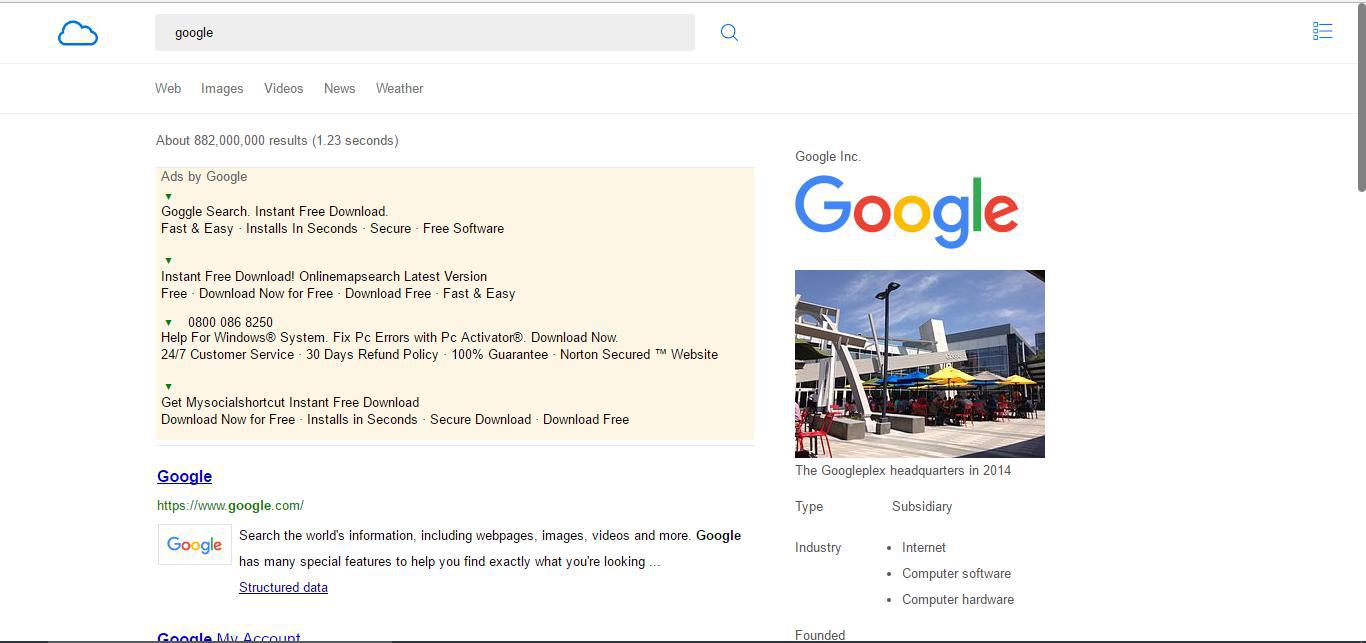 google
Web Images Videos News Weather
About 882,000,000 results (1.23 seconds)
Ads by Google
▼
Goggle Search. Instant Free Download.
Fast & Easy · Installs In Seconds · Secure · Free Software
▼
Instant Free Download! Onlinemapsearch Latest Version
Free · Download Now for Free · Download Free · Fast & Easy
▼ 0800 086 8250
Help For Windows® System. Fix Pc Errors with Pc Activator®. Download Now.
24/7 Customer Service · 30 Days Refund Policy · 100% Guarantee · Norton Secured ™ Website
▼
Get Mysocialshortcut Instant Free Download
Download Now for Free · Installs in Seconds · Secure Download · Download Free
Google
https://www.google.com/
Google
Search the world's information, including webpages, images, videos and more. Google
has many special features to help you find exactly what you're looking ...
Structured data
Google My Account
Google Inc.
Google
The Googleplex headquarters in 2014
Type Subsidiary
Industry • Internet
• Computer software
• Computer hardware
Founded